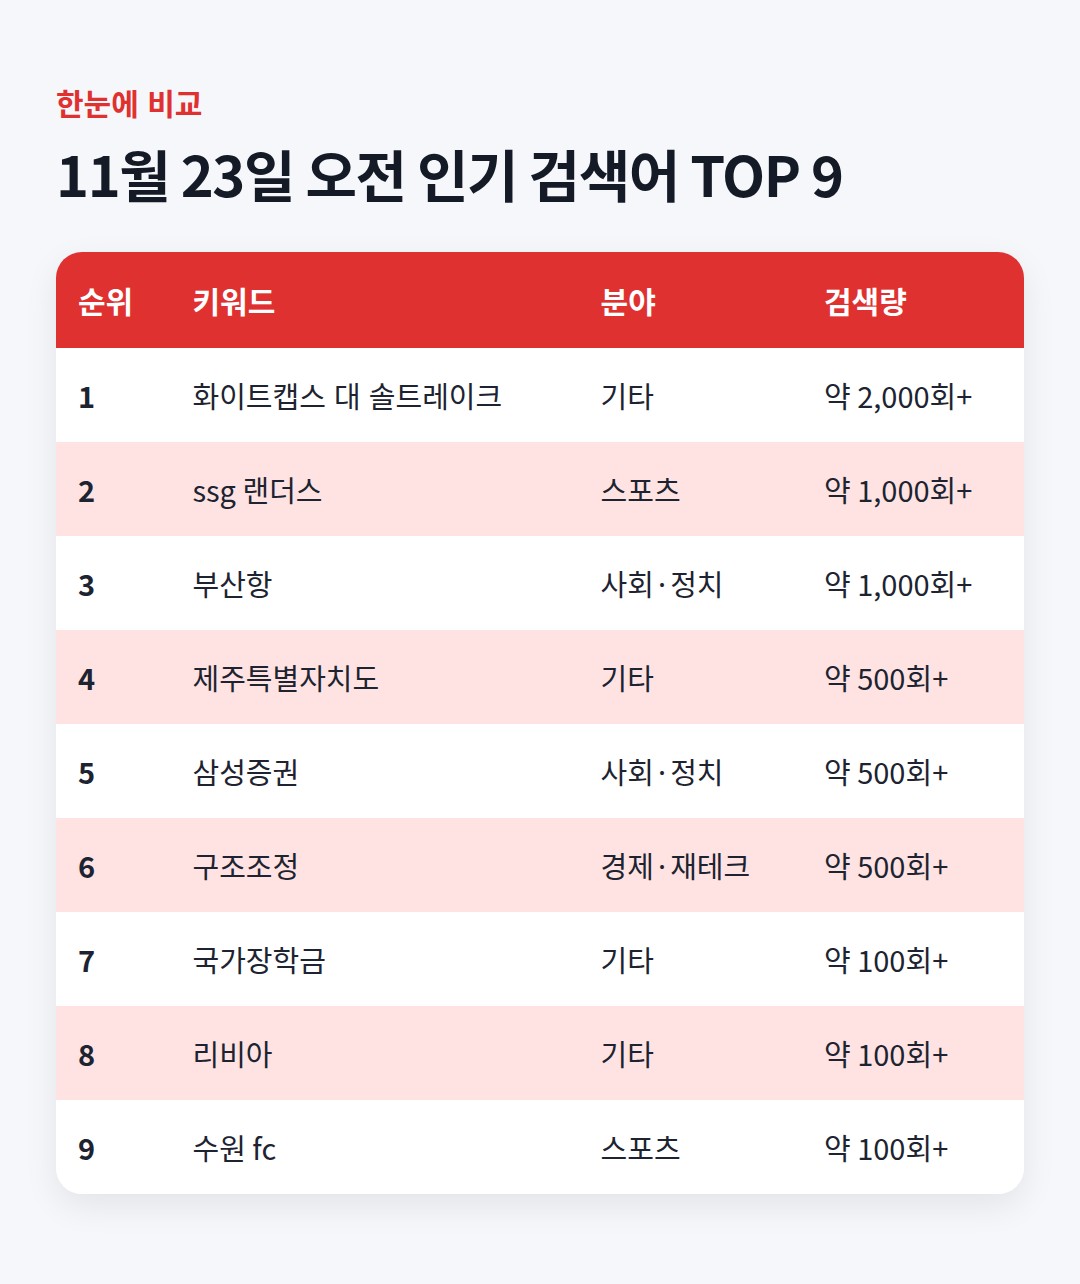 한눈에 비교
11월 23일 오전 인기 검색어 TOP 9
순위 키워드 분야 검색량
1 화이트캡스 대 솔트레이크 기타 약 2,000회+
2 ssg 랜더스 스포츠 약 1,000회+
3 부산항 사회·정치 약 1,000회+
4 제주특별자치도 기타 약 500회+
5 삼성증권 사회·정치 약 500회+
6 구조조정 경제·재테크 약 500회+
7 국가장학금 기타 약 100회+
8 리비아 기타 약 100회+
9 수원 fc 스포츠 약 100회+